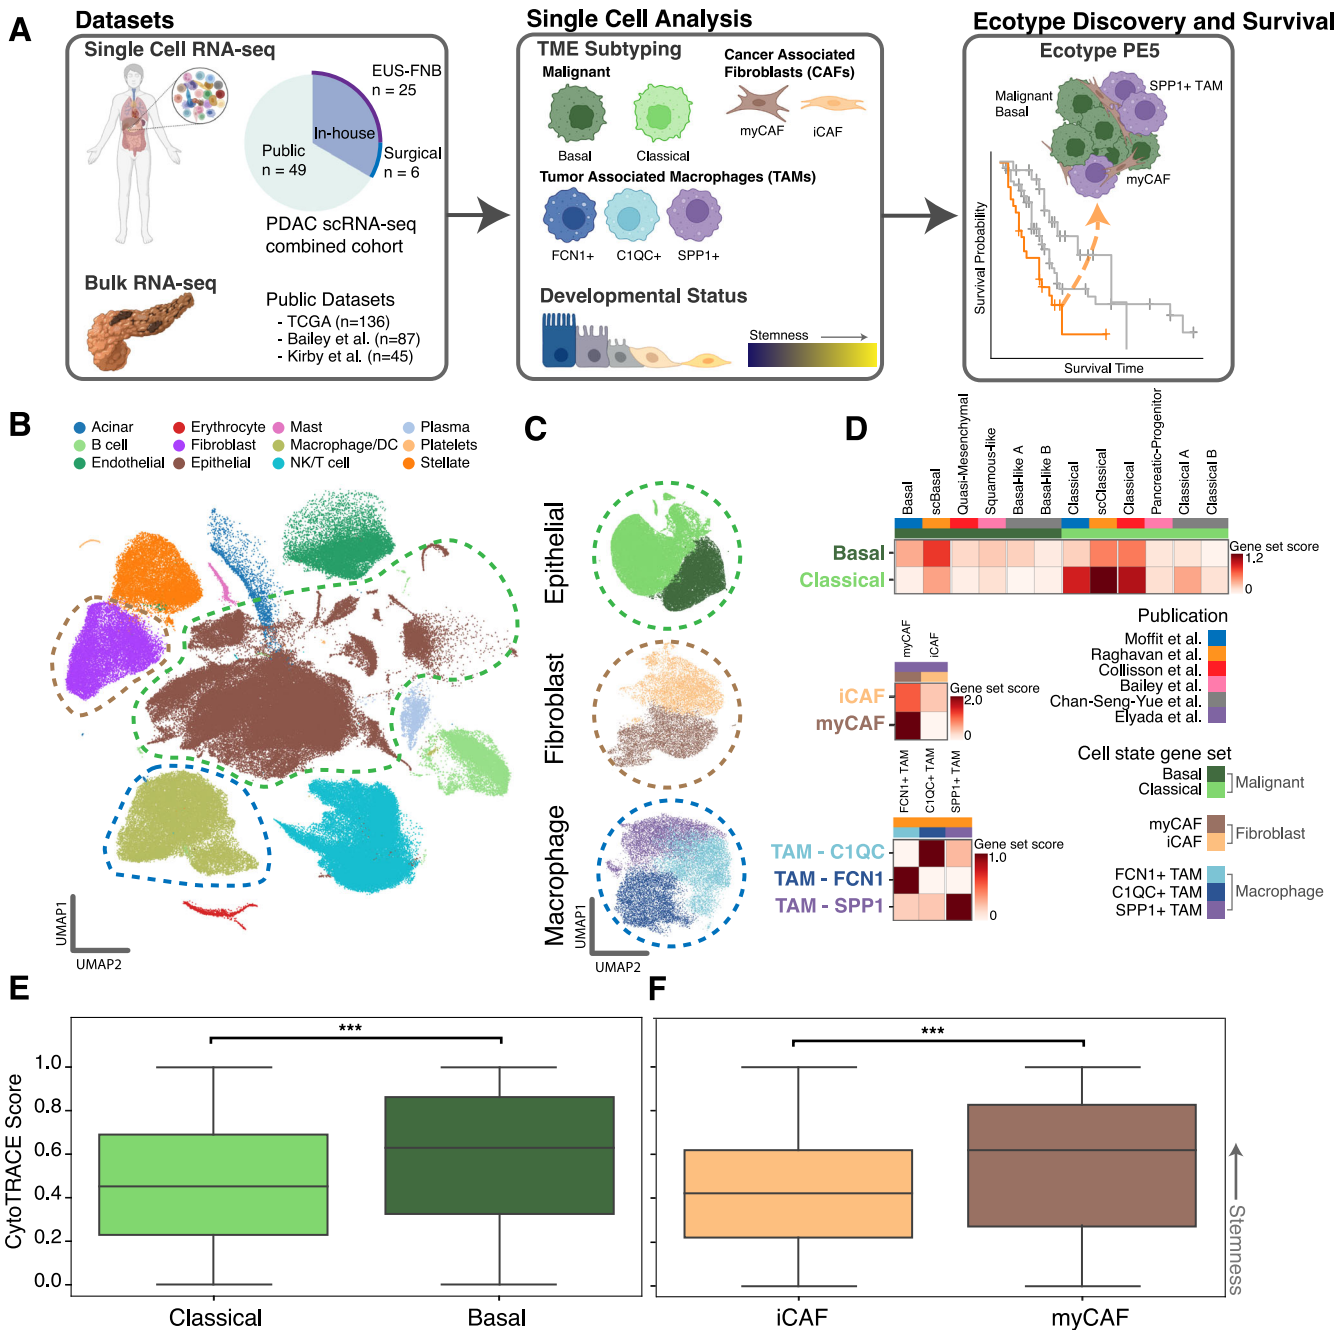 A
Datasets
Single Cell RNA-seq
EUS-FNB
n = 25
In-house
Public
n = 49
Surgical
n = 6
PDAC scRNA-seq
combined cohort
Bulk RNA-seq
Public Datasets
- TCGA (n=136)
- Bailey et al. (n=87)
- Kirby et al. (n=45)
Single Cell Analysis
TME Subtyping
Malignant
Basal
Classical
Cancer Associated
Fibroblasts (CAFs)
myCAF
iCAF
Tumor Associated Macrophages (TAMs)
FCN1+
C1QC+
SPP1+
Developmental Status
Stemness
Ecotype Discovery and Survival
Ecotype PE5
SPP1+ TAM
Malignant
Basal
myCAF
Survival Probability
Survival Time
B
Acinar
B cell
Endothelial
Erythrocyte
Fibroblast
Epithelial
Mast
Macrophage/DC
NK/T cell
Plasma
Platelets
Stellate
UMAP1
UMAP2
C
Epithelial
Fibroblast
Macrophage
UMAP1
UMAP2
D
Basal
scBasal
Quasi-Mesenchymal
Squamous-like
Basal-like A
Basal-like B
Classical
scClassical
Classical
Pancreatic-Progenitor
Classical A
Classical B
Basal
Classical
Gene set score
1.2
0
myCAF
iCAF
iCAF
myCAF
Gene set score
2.0
0
FCN1+ TAM
C1QC+ TAM
SPP1+ TAM
TAM - C1QC
TAM - FCN1
TAM - SPP1
Gene set score
1.0
0
Publication
Moffit et al.
Raghavan et al.
Collisson et al.
Bailey et al.
Chan-Seng-Yue et al.
Elyada et al.
Cell state gene set
Basal
Classical
Malignant
myCAF
iCAF
Fibroblast
FCN1+ TAM
C1QC+ TAM
SPP1+ TAM
Macrophage
E
CytoTRACE Score
1.0
0.8
0.6
0.4
0.2
0.0
***
Classical
Basal
F
***
iCAF
myCAF
Stemness